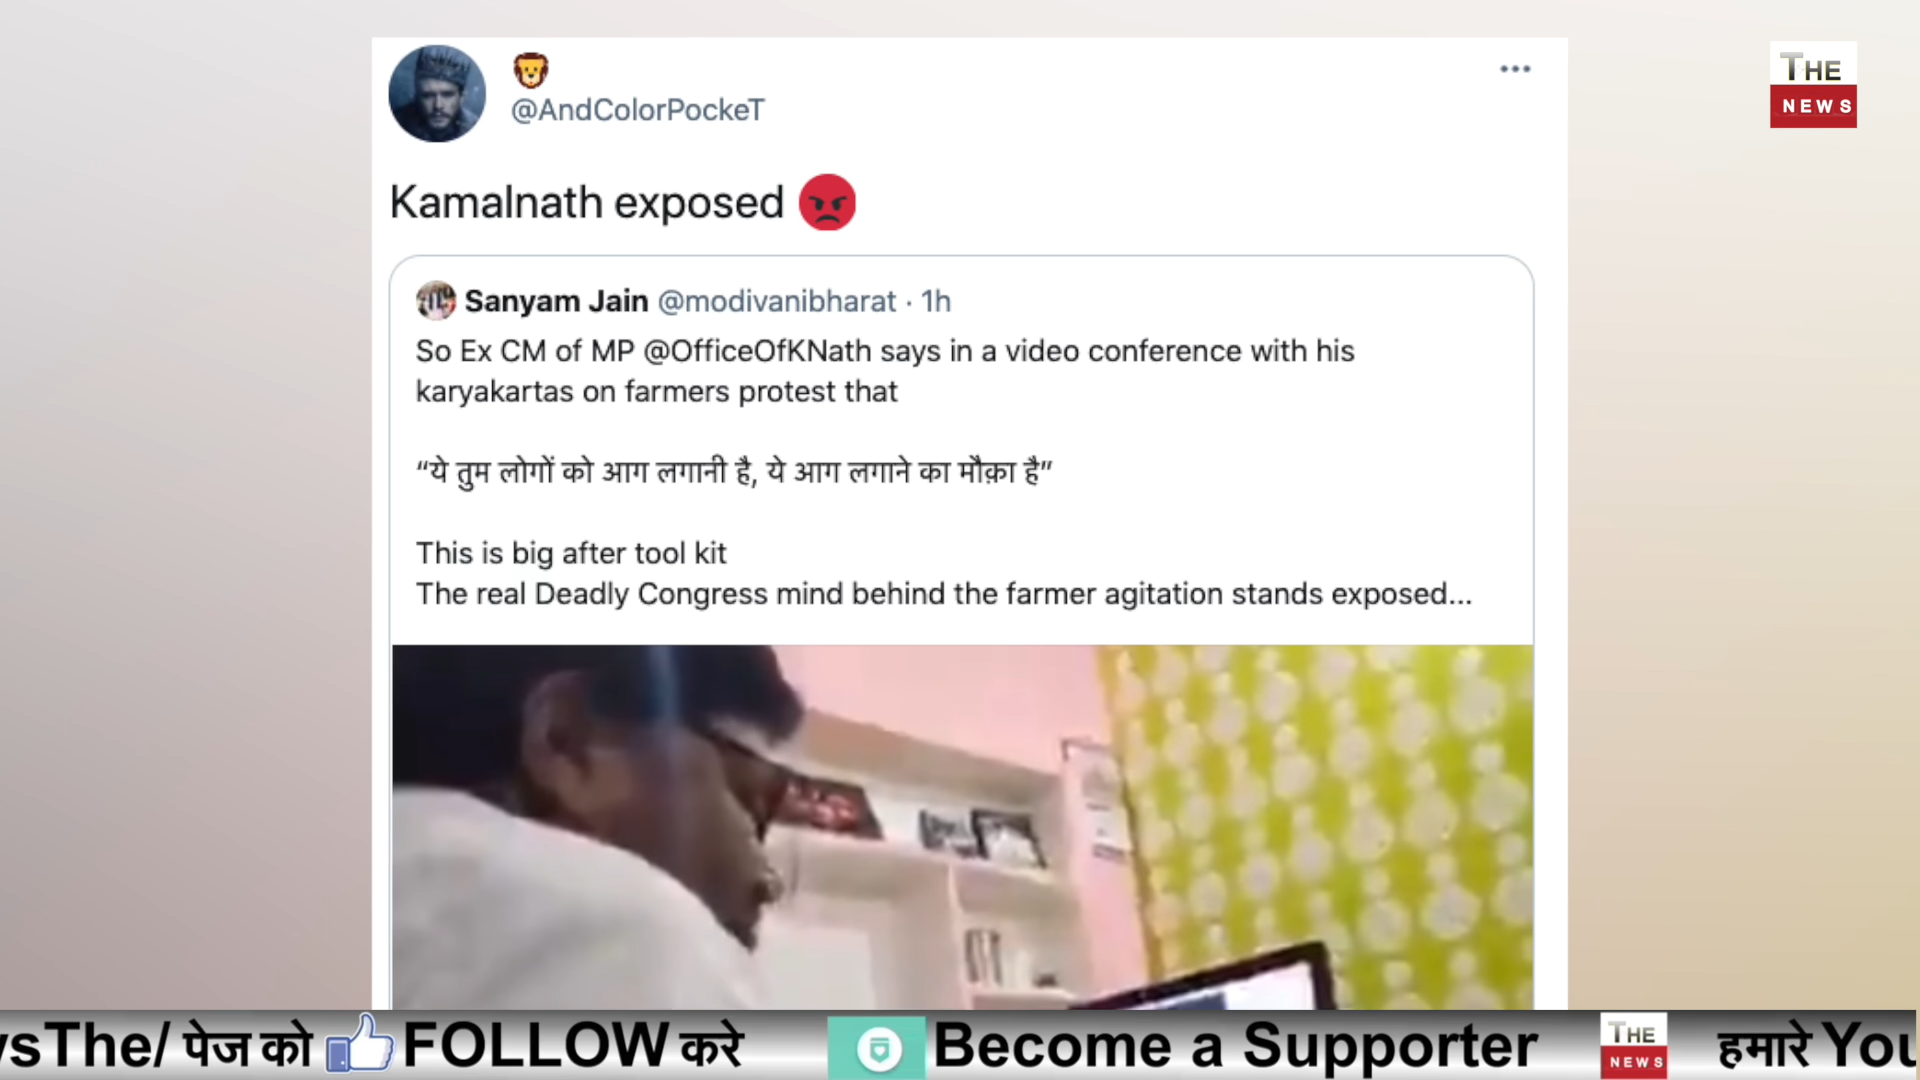 THE
NEWS
@AndColorPockeT
Kamalnath exposed
Sanyam Jain @modivanibharat · 1h
So Ex CM of MP @OfficeOfKNath says in a video conference with his
karyakartas on farmers protest that
“ये तुम लोगों को आग लगानी है, ये आग लगाने का मौक़ा है”
This is big after tool kit
The real Deadly Congress mind behind the farmer agitation stands exposed...
sThe/ पेज को FOLLOW करे Become a Supporter THE NEWS हमारे You